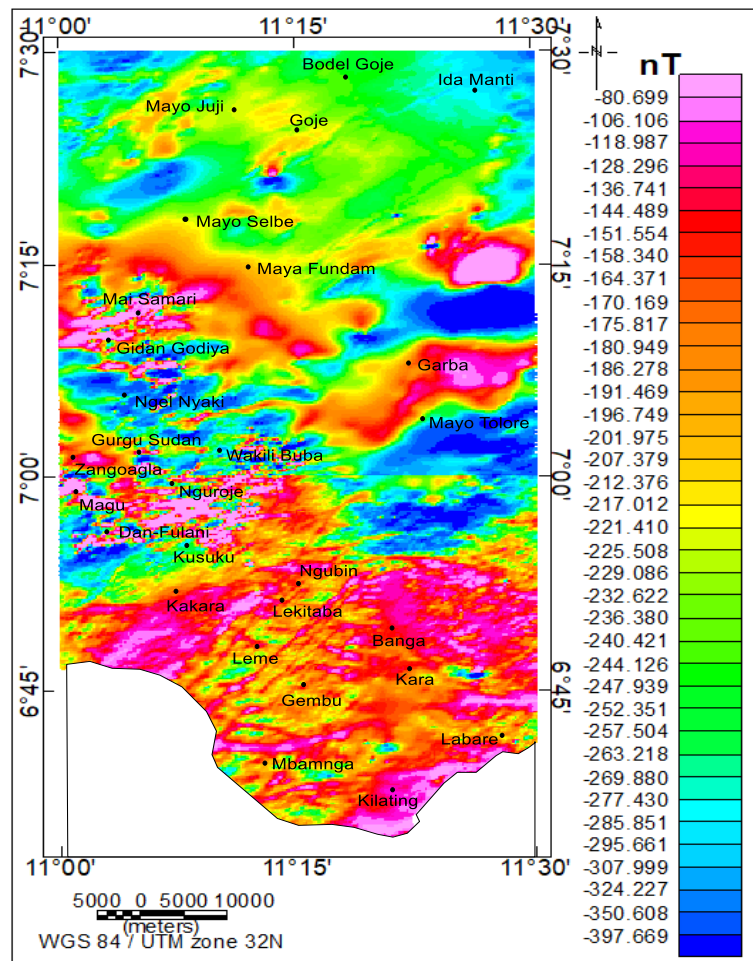 11°00' 11°15' 11°30'
7°30' 7°30'
N
nT
Bodel Goje
Ida Manti
Mayo Juji
Goje
Mayo Selbe
7°15' 7°15'
Maya Fundam
Mai Samari
Gidan Godiya
Garba
Ngel Nyaki
Mayo Tolore
Gurgu Sudan
Wakili Buba
Zangoagla
7°00' 7°00'
Nguroje
Magu
Dan-Fulani
Kusuku
Ngubin
Kakara
Lekitaba
Banga
Leme
Kara
6°45' 6°45'
Gembu
Labare
Mbamnga
Kilating
11°00' 11°15' 11°30'
5000 0 5000 10000
(meters)
WGS 84 / UTM zone 32N
-80.699
-106.106
-118.987
-128.296
-136.741
-144.489
-151.554
-158.340
-164.371
-170.169
-175.817
-180.949
-186.278
-191.469
-196.749
-201.975
-207.379
-212.376
-217.012
-221.410
-225.508
-229.086
-232.622
-236.380
-240.421
-244.126
-247.939
-252.351
-257.504
-263.218
-269.880
-277.430
-285.851
-295.661
-307.999
-324.227
-350.608
-397.669